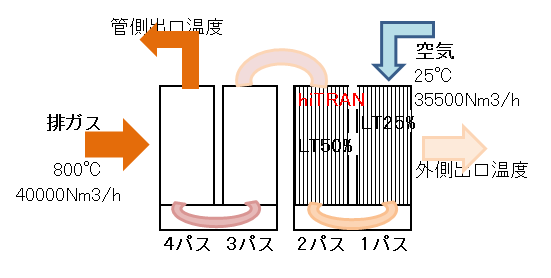 管側出口温度
空気
25℃
35500Nm3/h
hiTRAN
LT25%
LT50%
排ガス
800℃
40000Nm3/h
外側出口温度
4パス 3パス 2パス 1パス